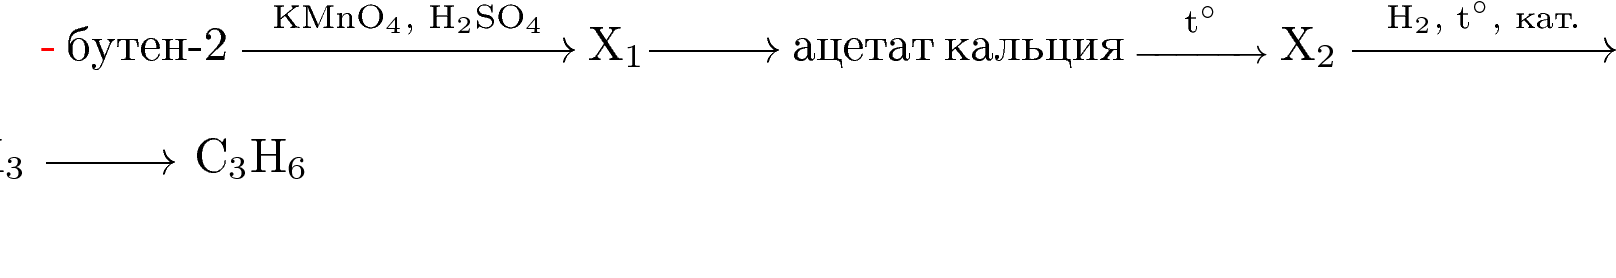 - бутен-2 —KMnO₄, H₂SO₄→ X₁ → ацетат кальция —t°→ X₂ —H₂, t°, кат.→
₃ → C₃H₆